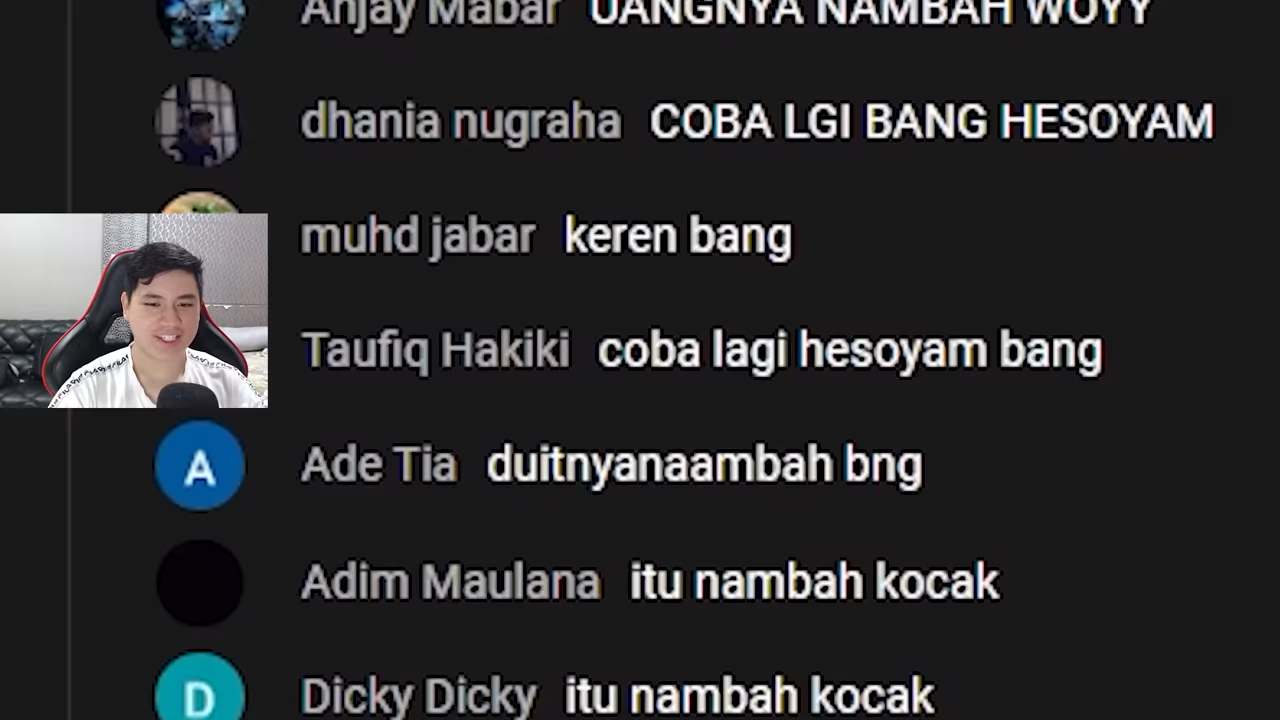 Anjay Mabar UANGNYA NAMBAH WOYY
dhania nugraha COBA LGI BANG HESOYAM
muhd jabar keren bang
Taufiq Hakiki coba lagi hesoyam bang
A Ade Tia duitnyanaambah bng
Adim Maulana itu nambah kocak
D Dicky Dicky itu nambah kocak